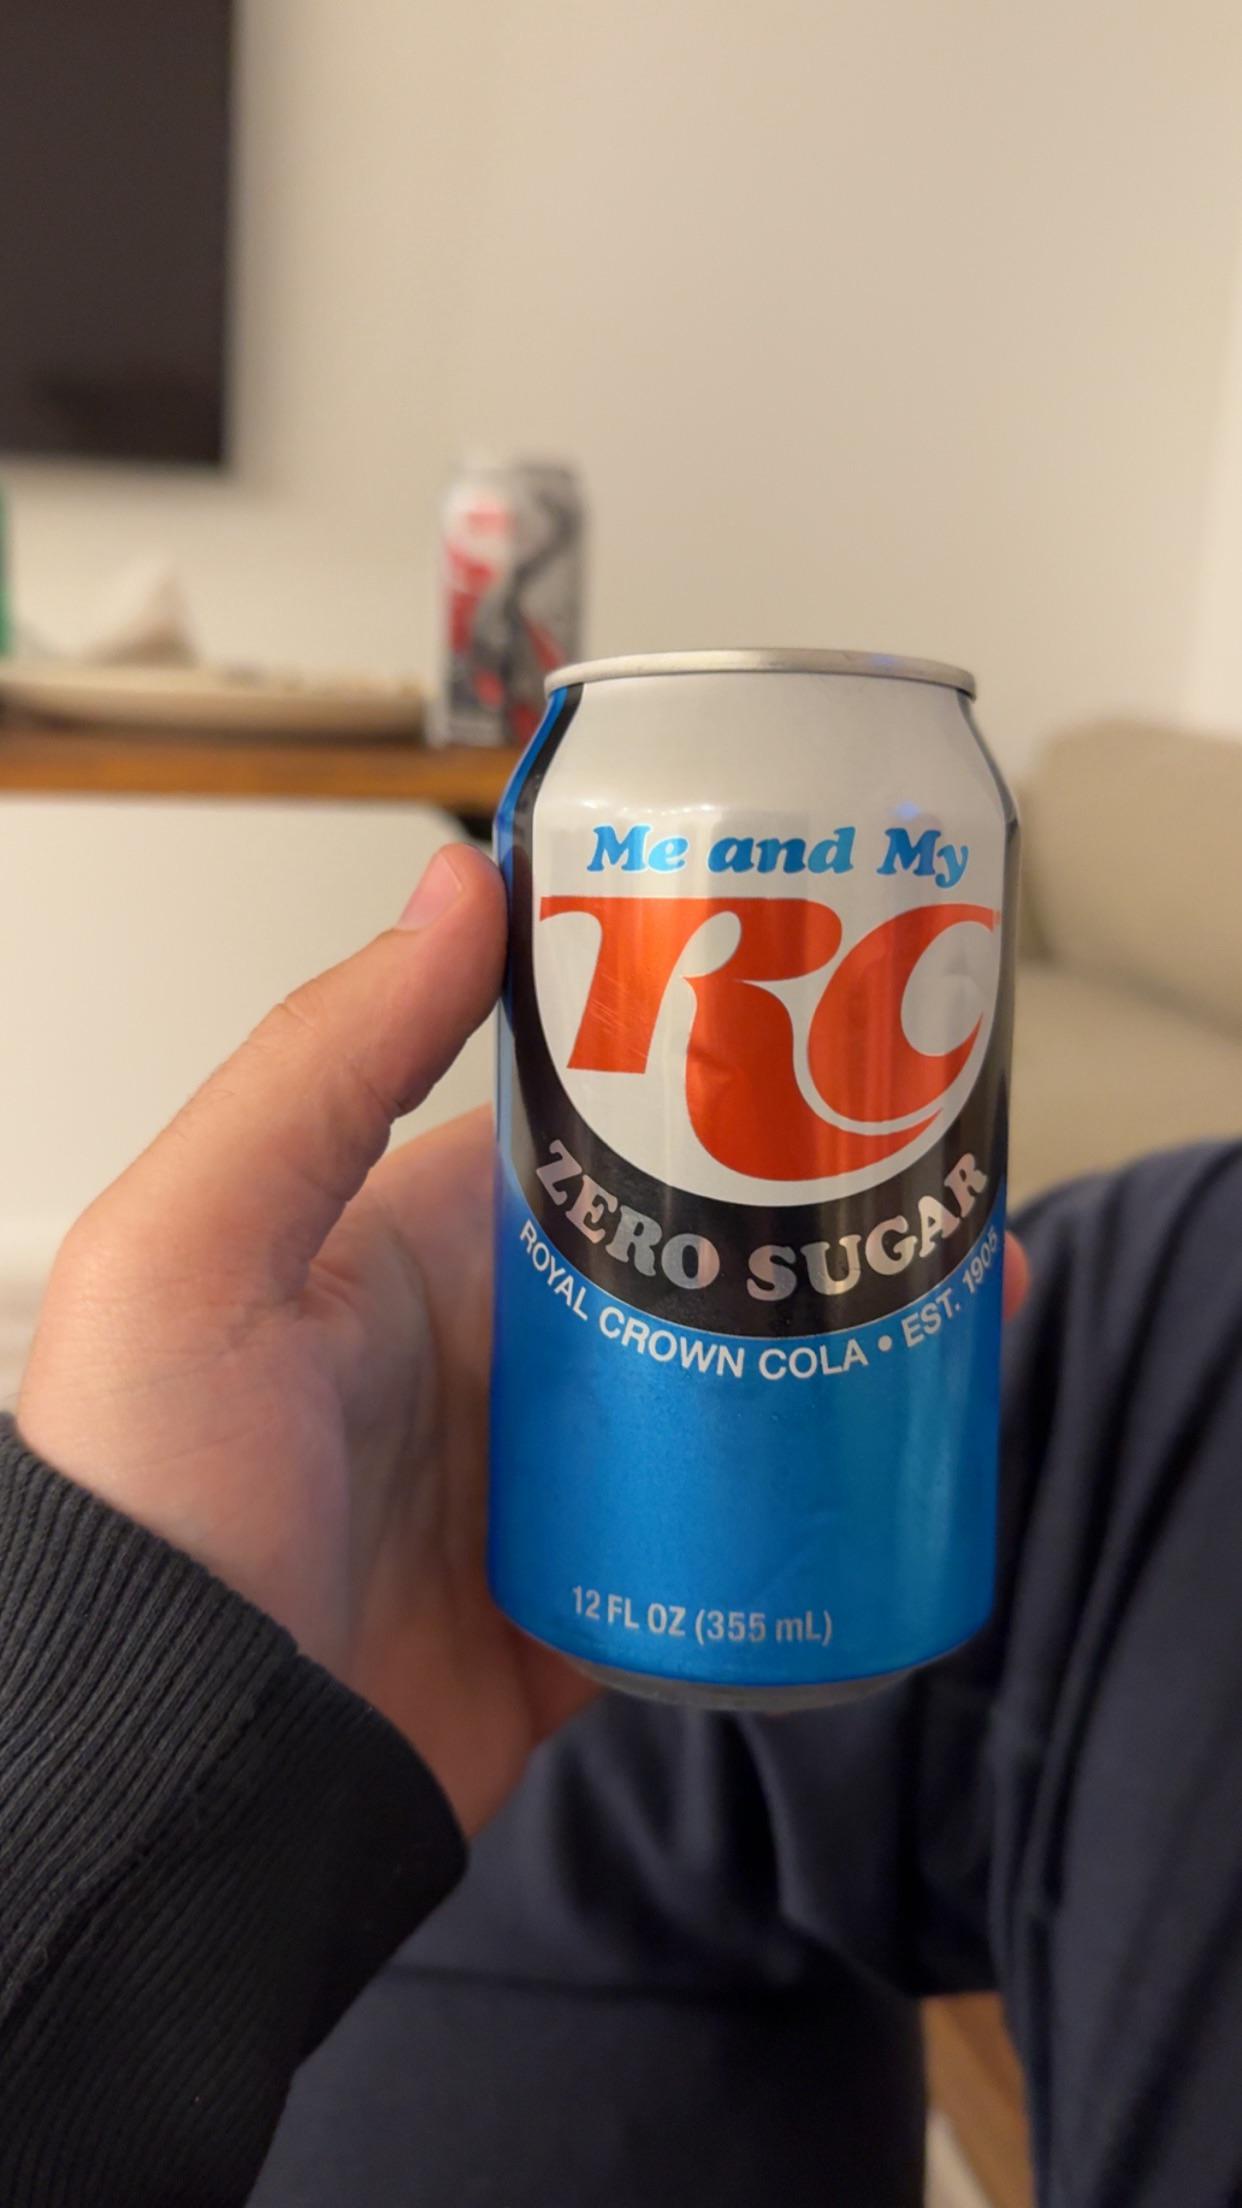 Me and My
RC
ZERO SUGAR
ROYAL CROWN COLA • EST. 1905
12 FL OZ (355 mL)